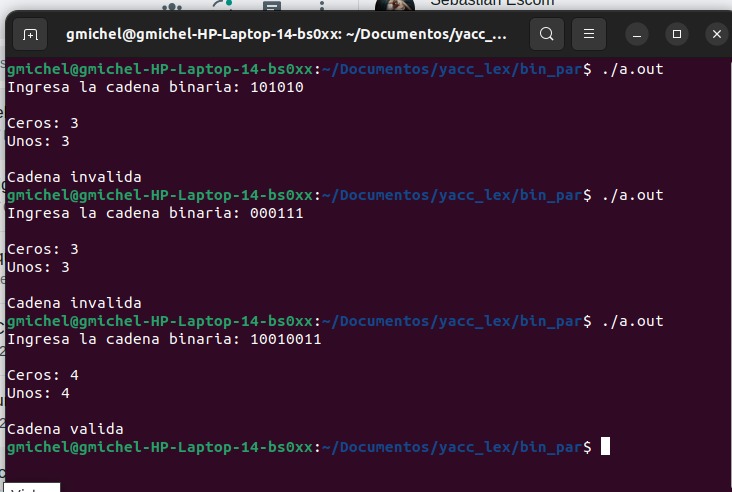 Sebastian Escom
gmichel@gmichel-HP-Laptop-14-bs0xx: ~/Documentos/yacc_...
gmichel@gmichel-HP-Laptop-14-bs0xx:~/Documentos/yacc_lex/bin_par$ ./a.out
Ingresa la cadena binaria: 101010
Ceros: 3
Unos: 3
Cadena invalida
gmichel@gmichel-HP-Laptop-14-bs0xx:~/Documentos/yacc_lex/bin_par$ ./a.out
Ingresa la cadena binaria: 000111
Ceros: 3
Unos: 3
Cadena invalida
gmichel@gmichel-HP-Laptop-14-bs0xx:~/Documentos/yacc_lex/bin_par$ ./a.out
Ingresa la cadena binaria: 10010011
Ceros: 4
Unos: 4
Cadena valida
gmichel@gmichel-HP-Laptop-14-bs0xx:~/Documentos/yacc_lex/bin_par$